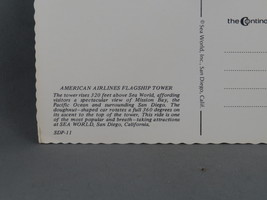 AMERICAN AIRLINES FLAGSHIP TOWER
The tower rises 320 feet above Sea World, affording
visitors a spectacular view of Mission Bay, the
Pacific Ocean and surrounding San Diego. The
doughnut-shaped car rotates a full 360 degrees on
its ascent to the top of the tower. This ride is one
of the most popular and breath-taking attractions
at SEA WORLD, San Diego, California.
SDP-11
© Sea World, Inc., San Diego, Calif.
the Contin